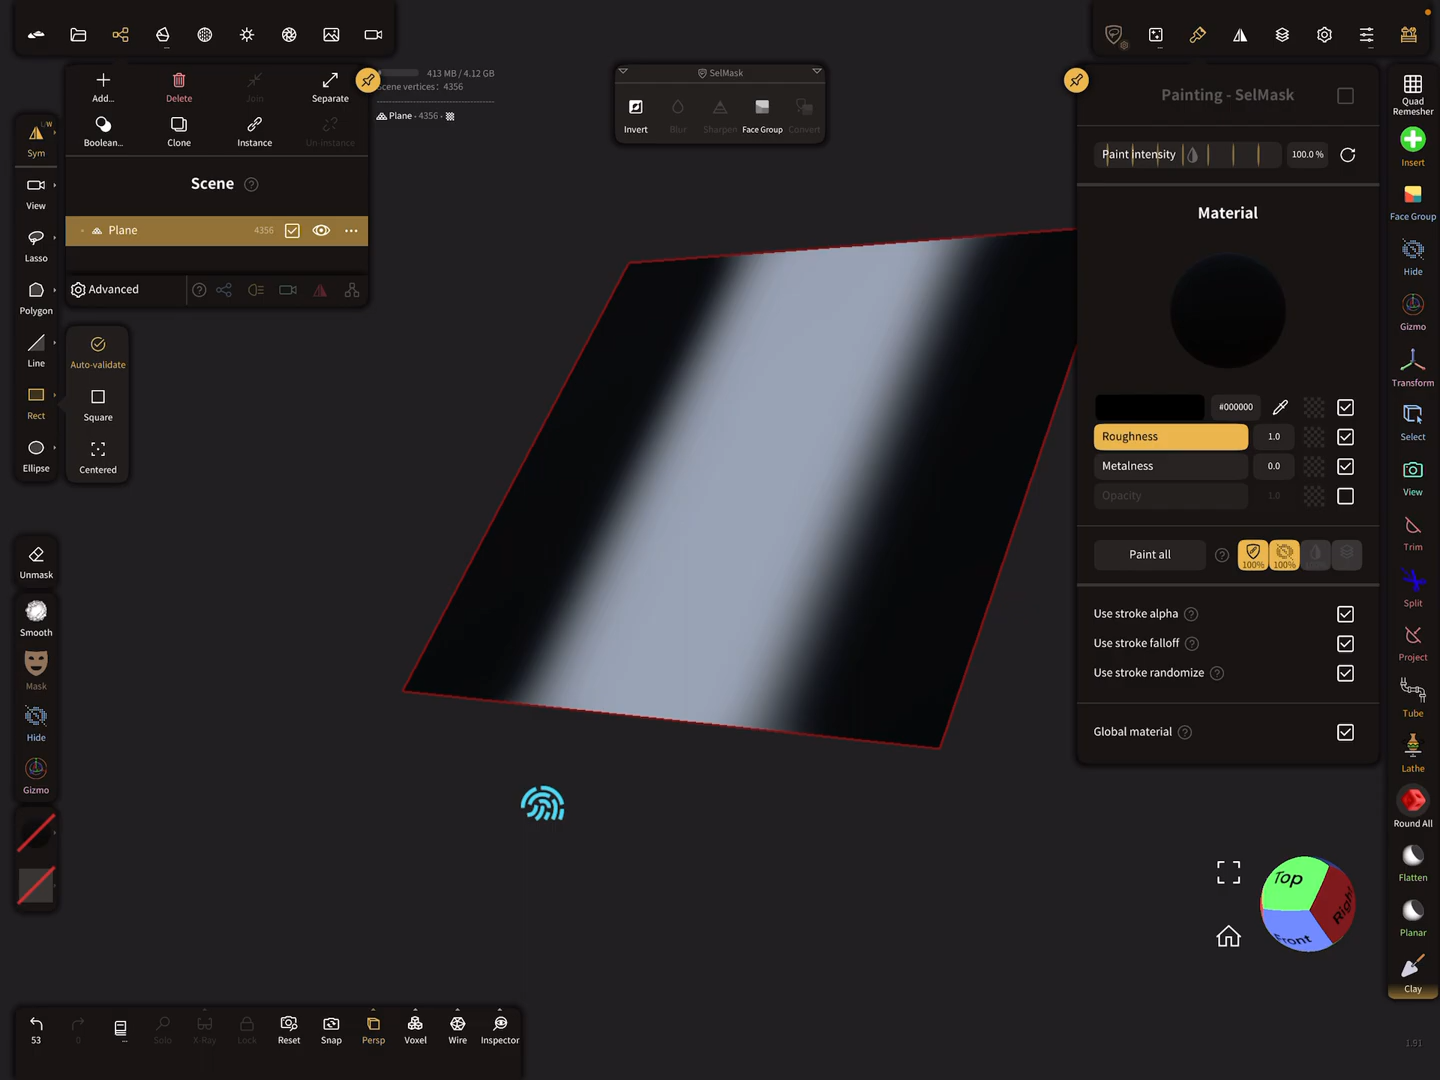 413 MB / 4.12 GB
Scene vertices: 4356
Plane · 4356 ·
Add...
Delete
Join
Separate
Boolean...
Clone
Instance
Un-instance
Scene
Plane
4356
Advanced
Sym
View
Lasso
Polygon
Line
Rect
Ellipse
Auto-validate
Square
Centered
Unmask
Smooth
Mask
Hide
Gizmo
SelMask
Invert
Blur
Sharpen
Face Group
Convert
Painting - SelMask
Paint intensity
100.0 %
Material
#000000
Roughness
1.0
Metalness
0.0
Opacity
1.0
Paint all
100%
100%
Use stroke alpha
Use stroke falloff
Use stroke randomize
Global material
Quad
Remesher
Insert
Face Group
Hide
Gizmo
Transform
Select
View
Trim
Split
Project
Tube
Lathe
Round All
Flatten
Planar
Clay
Top
Right
Front
53
0
Solo
X-Ray
Lock
Reset
Snap
Persp
Voxel
Wire
Inspector
1.91